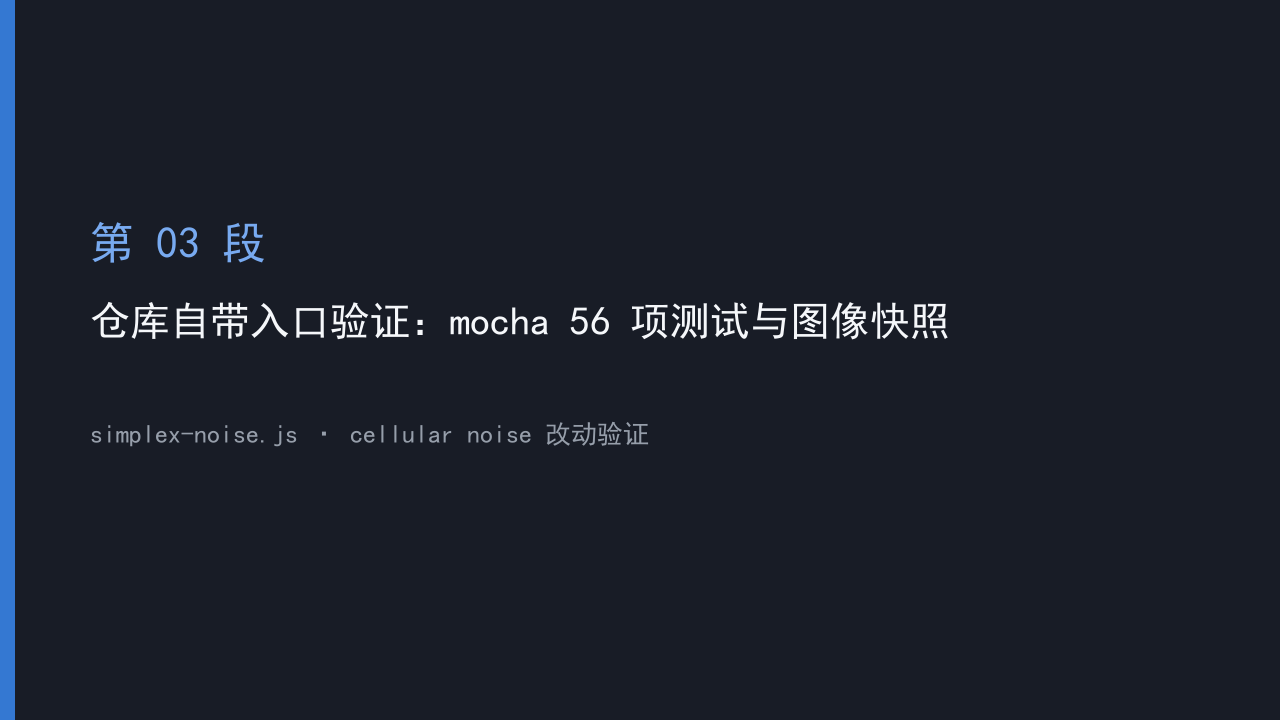 第 03 段
仓库自带入口验证：mocha 56 项测试与图像快照
simplex-noise.js · cellular noise 改动验证